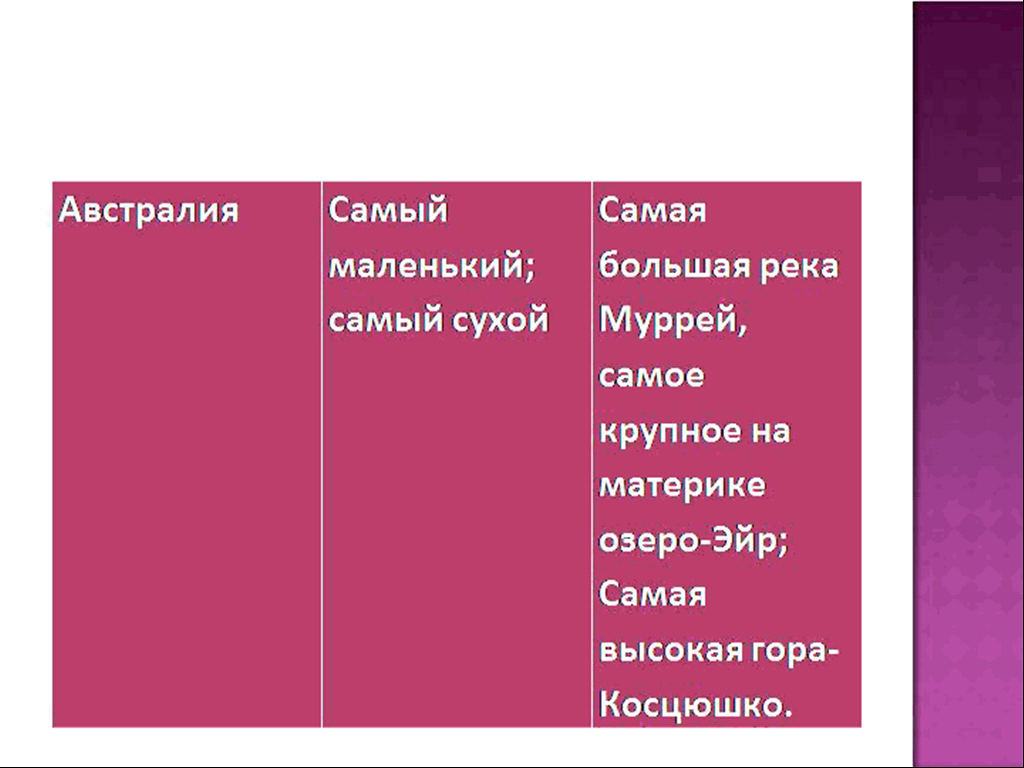 Австралия
Самый
маленький;
самый сухой
Самая
большая река
Муррей,
самое
крупное на
материке
озеро-Эйр;
Самая
высокая гора-
Косцюшко.